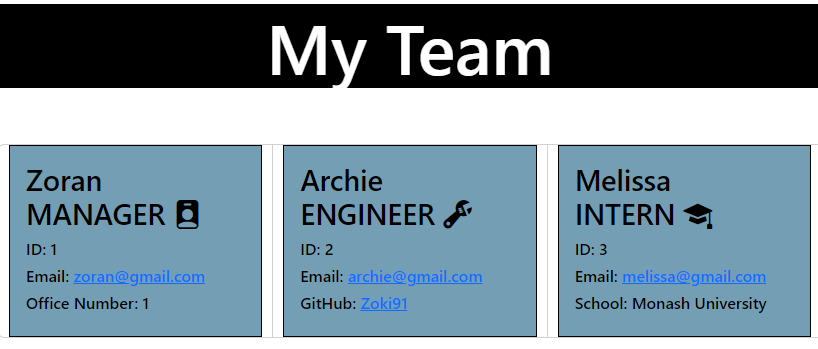 My Team
Zoran
MANAGER
ID: 1
Email: zoran@gmail.com
Office Number: 1
Archie
ENGINEER
ID: 2
Email: archie@gmail.com
GitHub: Zoki91
Melissa
INTERN
ID: 3
Email: melissa@gmail.com
School: Monash University